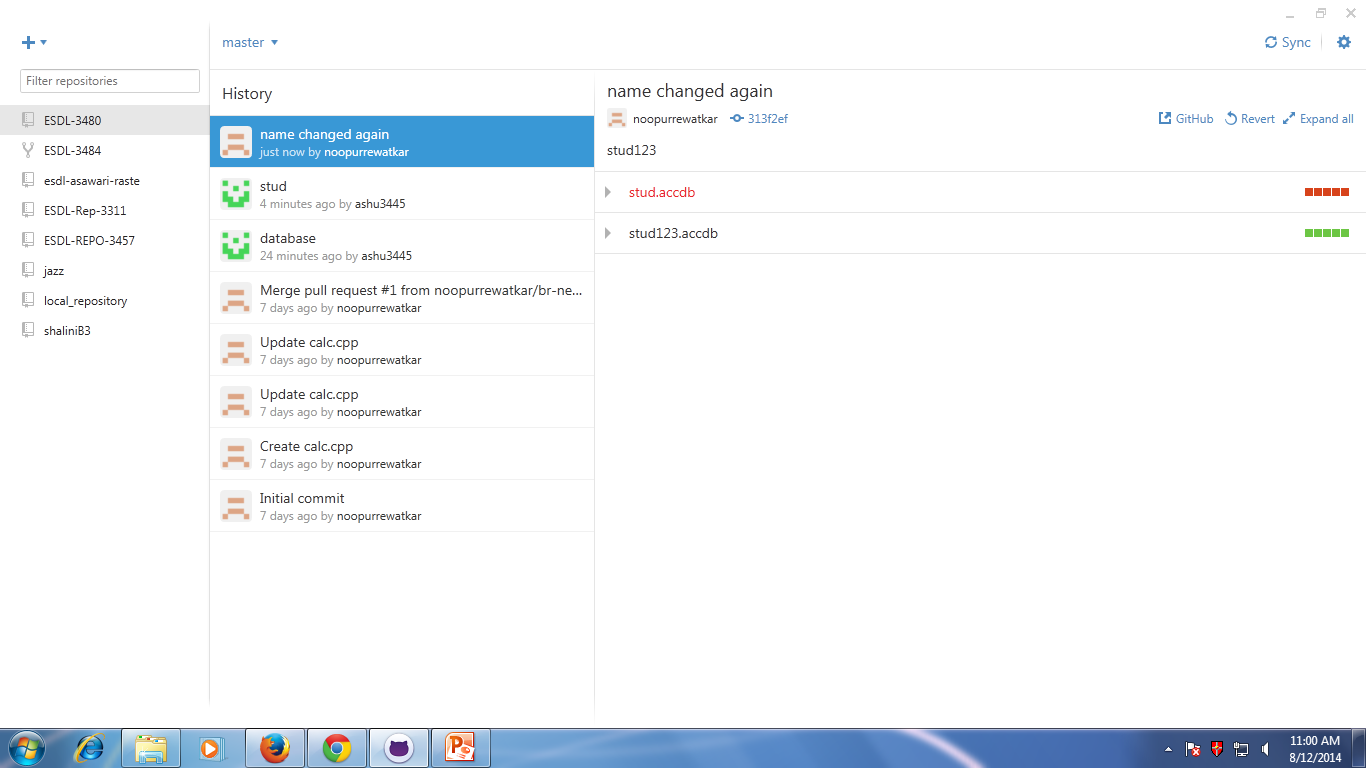 master
Sync
Filter repositories
ESDL-3480
ESDL-3484
esdl-asawari-raste
ESDL-Rep-3311
ESDL-REPO-3457
jazz
local_repository
shaliniB3
History
name changed again
just now by noopurrewatkar
stud
4 minutes ago by ashu3445
database
24 minutes ago by ashu3445
Merge pull request #1 from noopurrewatkar/br-ne...
7 days ago by noopurrewatkar
Update calc.cpp
7 days ago by noopurrewatkar
Update calc.cpp
7 days ago by noopurrewatkar
Create calc.cpp
7 days ago by noopurrewatkar
Initial commit
7 days ago by noopurrewatkar
name changed again
noopurrewatkar 313f2ef GitHub Revert Expand all
stud123
stud.accdb
stud123.accdb
11:00 AM
8/12/2014